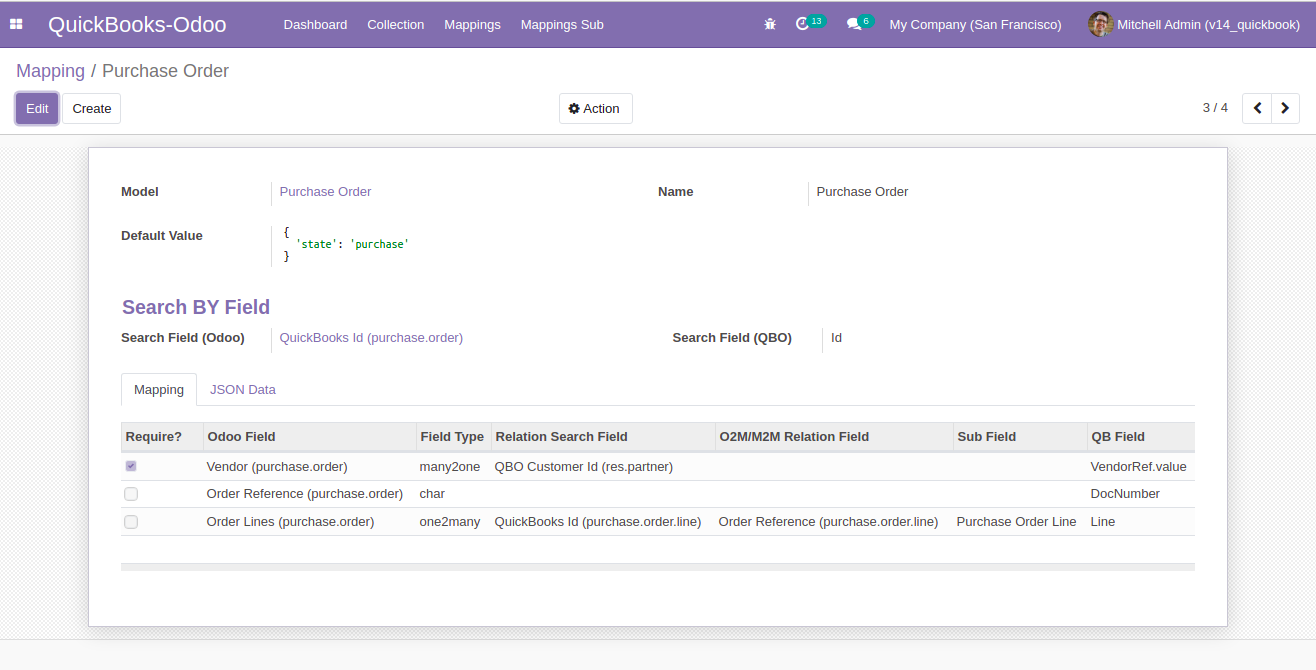 QuickBooks-Odoo Dashboard Collection Mappings Mappings Sub 13 6 My Company (San Francisco) Mitchell Admin (v14_quickbook)
Mapping / Purchase Order
Edit Create Action 3 / 4
Model Purchase Order Name Purchase Order
Default Value {
'state': 'purchase'
}
Search BY Field
Search Field (Odoo) QuickBooks Id (purchase.order) Search Field (QBO) Id
Mapping JSON Data
Require? Odoo Field Field Type Relation Search Field O2M/M2M Relation Field Sub Field QB Field
Vendor (purchase.order) many2one QBO Customer Id (res.partner) VendorRef.value
Order Reference (purchase.order) char DocNumber
Order Lines (purchase.order) one2many QuickBooks Id (purchase.order.line) Order Reference (purchase.order.line) Purchase Order Line Line